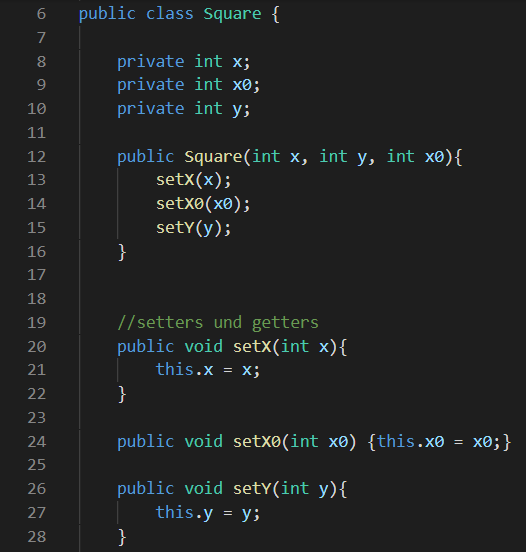 6 public class Square {
7
8 private int x;
9 private int x0;
10 private int y;
11
12 public Square(int x, int y, int x0){
13 setX(x);
14 setX0(x0);
15 setY(y);
16 }
17
18
19 //setters und getters
20 public void setX(int x){
21 this.x = x;
22 }
23
24 public void setX0(int x0) {this.x0 = x0;}
25
26 public void setY(int y){
27 this.y = y;
28 }